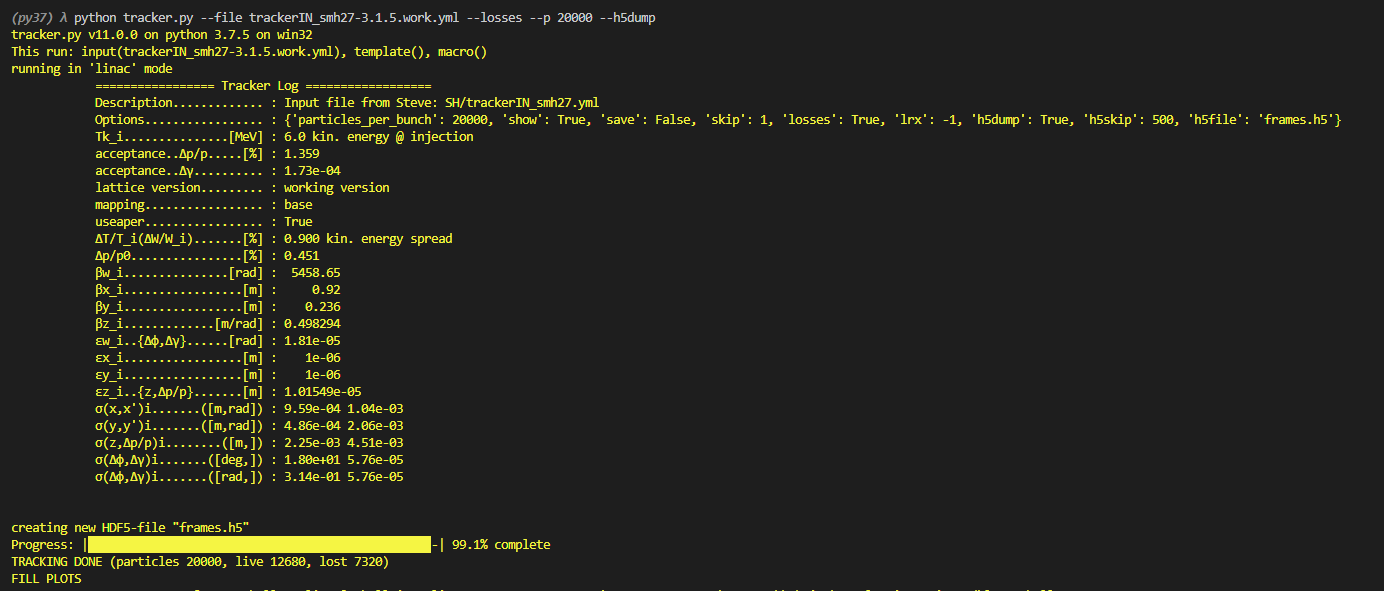 (py37) λ python tracker.py --file trackerIN_smh27-3.1.5.work.yml --losses --p 20000 --h5dump
tracker.py v11.0.0 on python 3.7.5 on win32
This run: input(trackerIN_smh27-3.1.5.work.yml), template(), macro()
running in 'linac' mode
================= Tracker Log ==================
Description............. : Input file from Steve: SH/trackerIN_smh27.yml
Options................. : {'particles_per_bunch': 20000, 'show': True, 'save': False, 'skip': 1, 'losses': True, 'lrx': -1, 'h5dump': True, 'h5skip': 500, 'h5file': 'frames.h5'}
Tk_i...............[MeV] : 6.0 kin. energy @ injection
acceptance..Δp/p.....[%] : 1.359
acceptance..Δγ.......... : 1.73e-04
lattice version......... : working version
mapping................. : base
useaper................. : True
ΔT/T_i(ΔW/W_i).......[%] : 0.900 kin. energy spread
Δp/p0................[%] : 0.451
βw_i...............[rad] :  5458.65
βx_i.................[m] :     0.92
βy_i.................[m] :    0.236
βz_i.............[m/rad] : 0.498294
εw_i..{Δϕ,Δγ}......[rad] : 1.81e-05
εx_i.................[m] :    1e-06
εy_i.................[m] :    1e-06
εz_i..{z,Δp/p}.......[m] : 1.01549e-05
σ(x,x')i.......([m,rad]) : 9.59e-04 1.04e-03
σ(y,y')i.......([m,rad]) : 4.86e-04 2.06e-03
σ(z,Δp/p)i........([m,]) : 2.25e-03 4.51e-03
σ(Δϕ,Δγ)i.......([deg,]) : 1.80e+01 5.76e-05
σ(Δϕ,Δγ)i.......([rad,]) : 3.14e-01 5.76e-05
creating new HDF5-file "frames.h5"
Progress: |█████████████████████████████████████████████████-| 99.1% complete
TRACKING DONE (particles 20000, live 12680, lost 7320)
FILL PLOTS